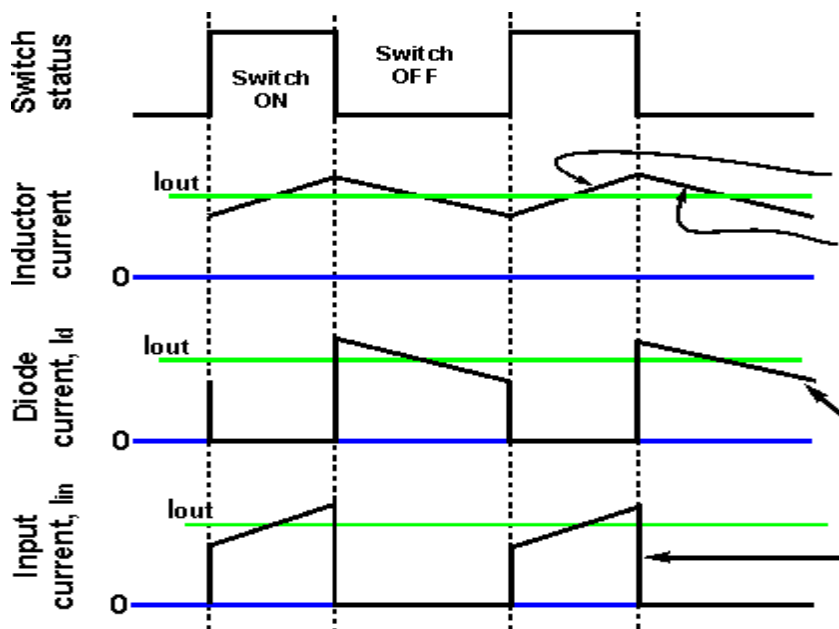 Switch
status
Switch
ON
Switch
OFF
Inductor
current
Iout
0
Diode
current, Id
Iout
0
Input
current, Iin
Iout
0